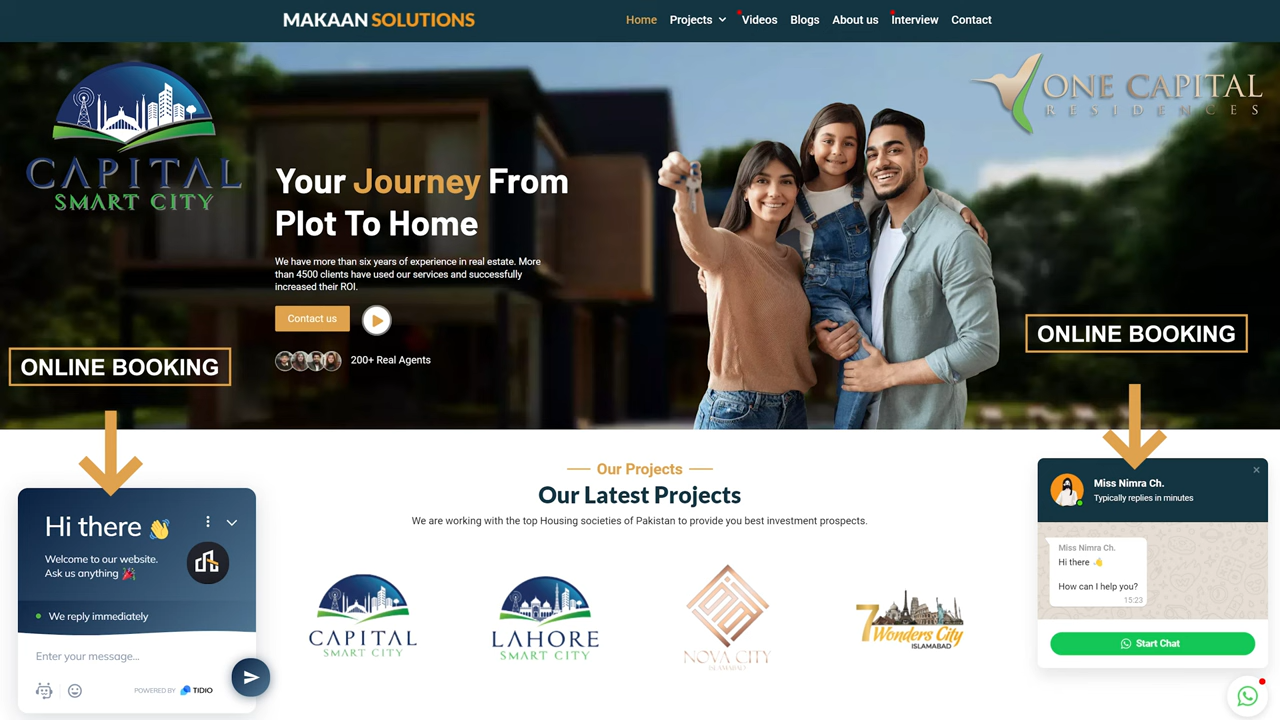 MAKAAN SOLUTIONS
Home Projects Videos Blogs About us Interview Contact
CAPITAL
SMART CITY
ONE CAPITAL
RESIDENCES
Your Journey From
Plot To Home
We have more than six years of experience in real estate. More
than 4500 clients have used our services and successfully
increased their ROI.
Contact us
200+ Real Agents
ONLINE BOOKING
ONLINE BOOKING
Our Projects
Our Latest Projects
We are working with the top Housing societies of Pakistan to provide you best investment prospects.
CAPITAL
SMART CITY
LAHORE
SMART CITY
NOVA CITY
ISLAMABAD
7 Wonders City
ISLAMABAD
Hi there 👋
Welcome to our website.
Ask us anything 🎉
We reply immediately
Enter your message...
POWERED BY TIDIO
Miss Nimra Ch.
Typically replies in minutes
Miss Nimra Ch.
Hi there 👋
How can I help you?
15:23
Start Chat